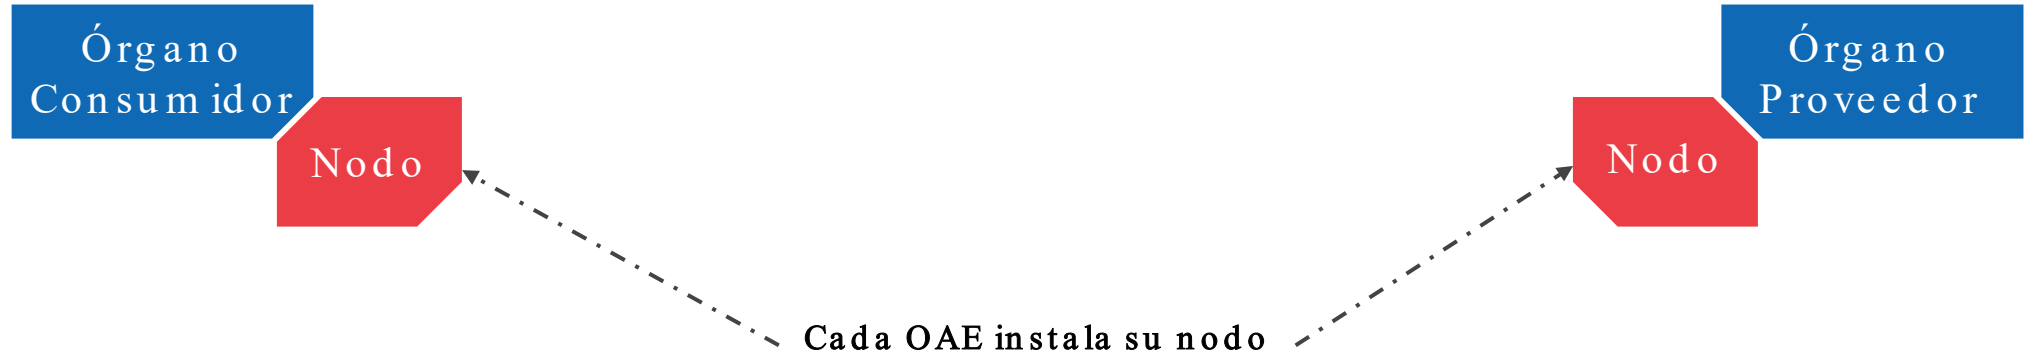 Órgano
Consumidor
Nodo
Órgano
Proveedor
Nodo
Cada OAE instala su nodo